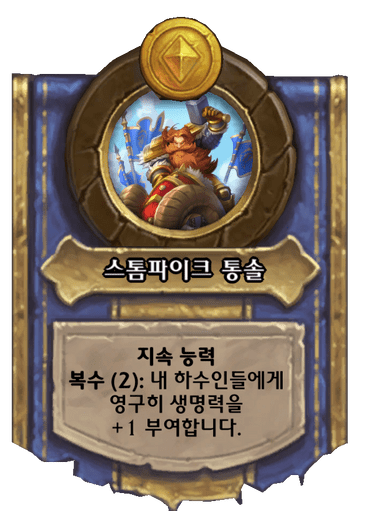 스톰파이크 통솔
지속 능력
복수 (2): 내 하수인들에게
영구히 생명력을
+1 부여합니다.